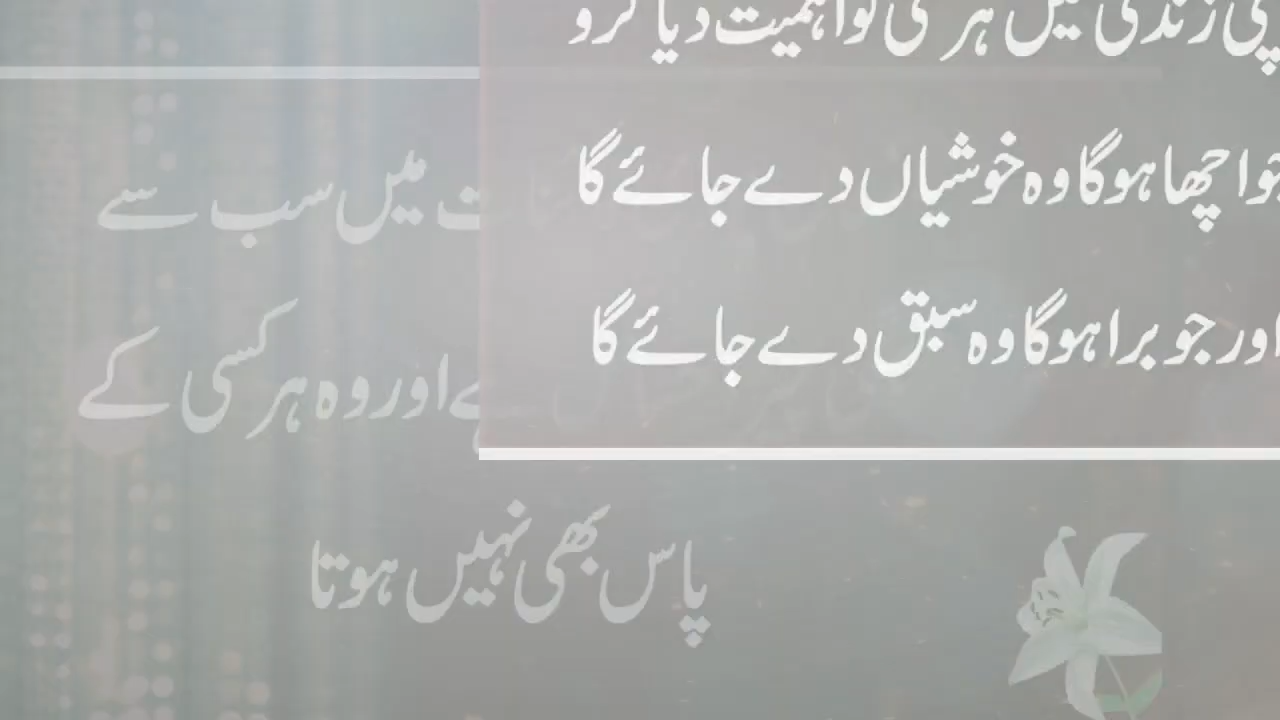 زندگی میں ہر کسی کو اہمیت دیا کرو
جو اچھا ہوگا وہ خوشیاں دے جائے گا
اور جو برا ہوگا وہ سبق دے جائے گا
میں سب سے
اور وہ ہر کسی کے
پاس بھی نہیں ہوتا